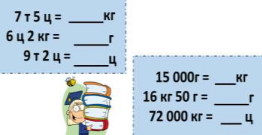 7 т 5 ц = _____кг
6 ц 2 кг = _____г
9 т 2 ц = _____ц
15 000г = ___кг
16 кг 50 г = _____г
72 000 кг = ___ ц